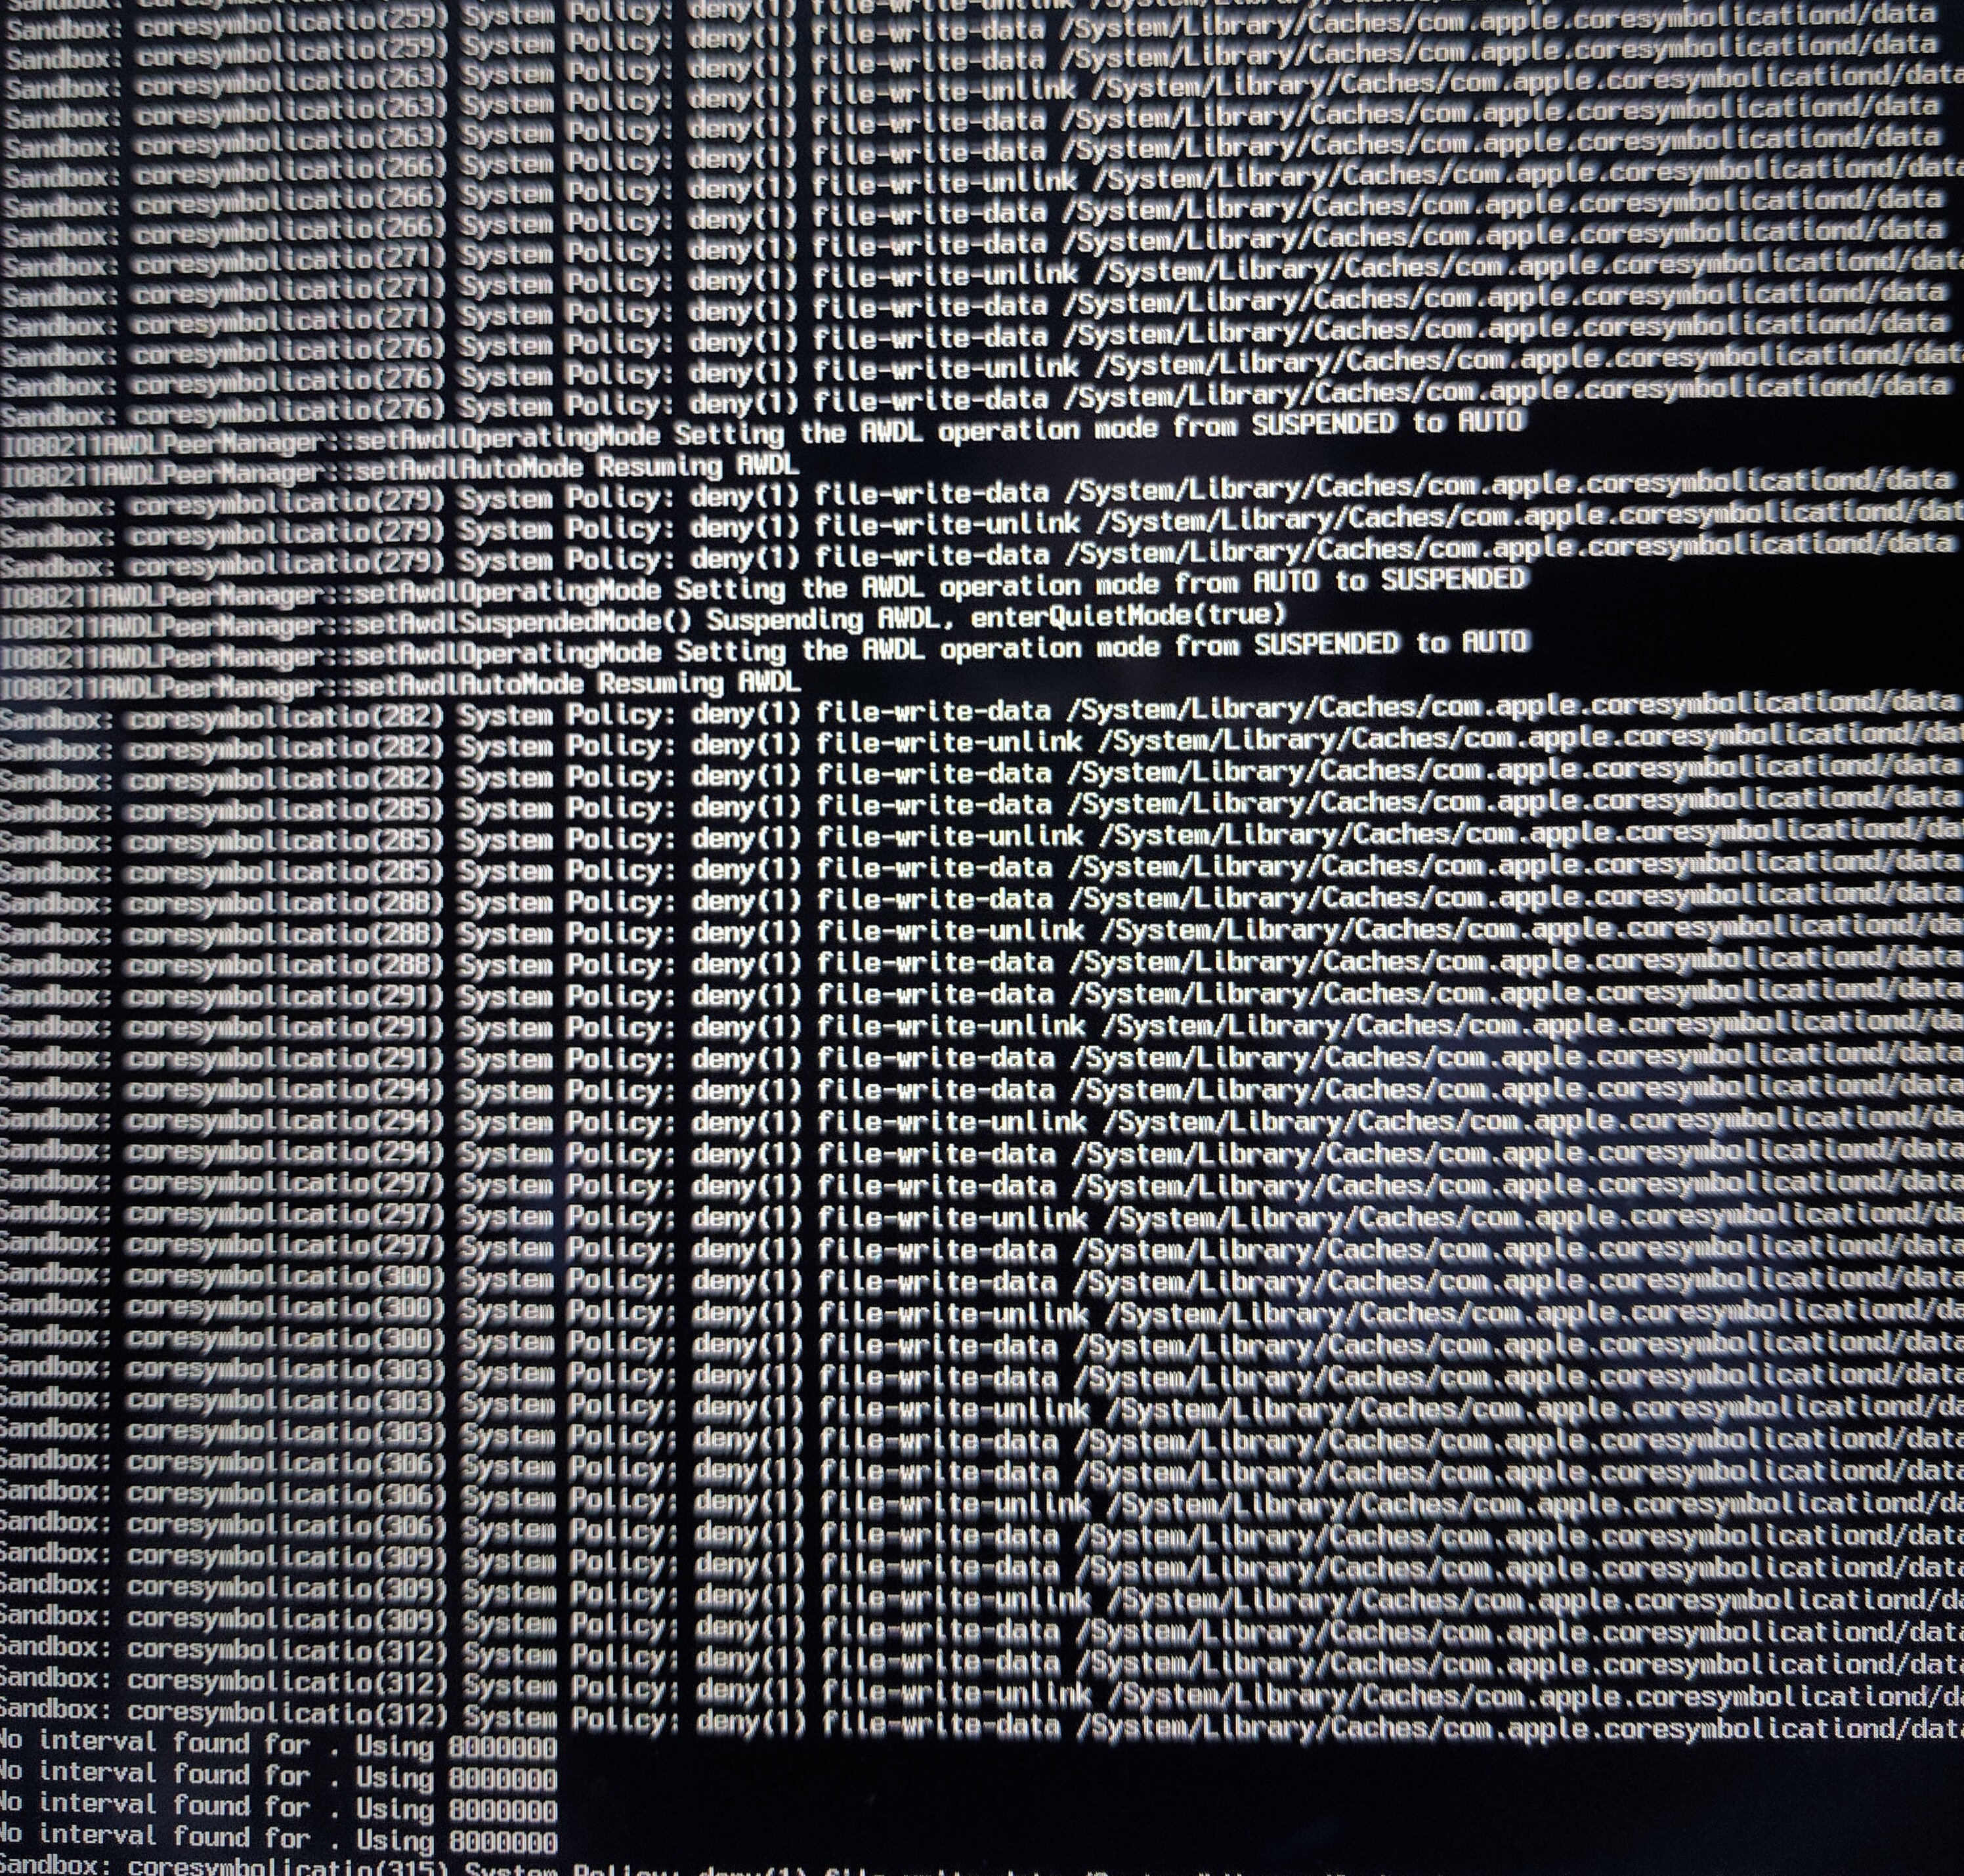 Sandbox: coresymbolicatio(259) System Policy: deny(1) file-write-unlink
Sandbox: coresymbolicatio(259) System Policy: deny(1) file-write-data /System/Library/Caches/com.apple.coresymbolicationd/data
Sandbox: coresymbolicatio(263) System Policy: deny(1) file-write-data /System/Library/Caches/com.apple.coresymbolicationd/data
Sandbox: coresymbolicatio(263) System Policy: deny(1) file-write-unlink /System/Library/Caches/com.apple.coresymbolicationd/data
Sandbox: coresymbolicatio(263) System Policy: deny(1) file-write-data /System/Library/Caches/com.apple.coresymbolicationd/data
Sandbox: coresymbolicatio(266) System Policy: deny(1) file-write-data /System/Library/Caches/com.apple.coresymbolicationd/data
Sandbox: coresymbolicatio(266) System Policy: deny(1) file-write-unlink /System/Library/Caches/com.apple.coresymbolicationd/data
Sandbox: coresymbolicatio(266) System Policy: deny(1) file-write-data /System/Library/Caches/com.apple.coresymbolicationd/data
Sandbox: coresymbolicatio(271) System Policy: deny(1) file-write-data /System/Library/Caches/com.apple.coresymbolicationd/data
Sandbox: coresymbolicatio(271) System Policy: deny(1) file-write-unlink /System/Library/Caches/com.apple.coresymbolicationd/dat
Sandbox: coresymbolicatio(271) System Policy: deny(1) file-write-data /System/Library/Caches/com.apple.coresymbolicationd/data
Sandbox: coresymbolicatio(276) System Policy: deny(1) file-write-data /System/Library/Caches/com.apple.coresymbolicationd/data
Sandbox: coresymbolicatio(276) System Policy: deny(1) file-write-unlink /System/Library/Caches/com.apple.coresymbolicationd/dat
Sandbox: coresymbolicatio(276) System Policy: deny(1) file-write-data /System/Library/Caches/com.apple.coresymbolicationd/data
IO80211AWDLPeerManager::setAwdlOperatingMode Setting the AWDL operation mode from SUSPENDED to AUTO
IO80211AWDLPeerManager::setAwdlAutoMode Resuming AWDL
Sandbox: coresymbolicatio(279) System Policy: deny(1) file-write-data /System/Library/Caches/com.apple.coresymbolicationd/data
Sandbox: coresymbolicatio(279) System Policy: deny(1) file-write-unlink /System/Library/Caches/com.apple.coresymbolicationd/dat
Sandbox: coresymbolicatio(279) System Policy: deny(1) file-write-data /System/Library/Caches/com.apple.coresymbolicationd/data
IO80211AWDLPeerManager::setAwdlOperatingMode Setting the AWDL operation mode from AUTO to SUSPENDED
IO80211AWDLPeerManager::setAwdlSuspendedMode() Suspending AWDL, enterQuietMode(true)
IO80211AWDLPeerManager::setAwdlOperatingMode Setting the AWDL operation mode from SUSPENDED to AUTO
IO80211AWDLPeerManager::setAwdlAutoMode Resuming AWDL
Sandbox: coresymbolicatio(282) System Policy: deny(1) file-write-data /System/Library/Caches/com.apple.coresymbolicationd/data
Sandbox: coresymbolicatio(282) System Policy: deny(1) file-write-unlink /System/Library/Caches/com.apple.coresymbolicationd/dat
Sandbox: coresymbolicatio(282) System Policy: deny(1) file-write-data /System/Library/Caches/com.apple.coresymbolicationd/data
Sandbox: coresymbolicatio(285) System Policy: deny(1) file-write-data /System/Library/Caches/com.apple.coresymbolicationd/data
Sandbox: coresymbolicatio(285) System Policy: deny(1) file-write-unlink /System/Library/Caches/com.apple.coresymbolicationd/da
Sandbox: coresymbolicatio(285) System Policy: deny(1) file-write-data /System/Library/Caches/com.apple.coresymbolicationd/data
Sandbox: coresymbolicatio(288) System Policy: deny(1) file-write-data /System/Library/Caches/com.apple.coresymbolicationd/data
Sandbox: coresymbolicatio(288) System Policy: deny(1) file-write-unlink /System/Library/Caches/com.apple.coresymbolicationd/da
Sandbox: coresymbolicatio(288) System Policy: deny(1) file-write-data /System/Library/Caches/com.apple.coresymbolicationd/data
Sandbox: coresymbolicatio(291) System Policy: deny(1) file-write-data /System/Library/Caches/com.apple.coresymbolicationd/data
Sandbox: coresymbolicatio(291) System Policy: deny(1) file-write-unlink /System/Library/Caches/com.apple.coresymbolicationd/da
Sandbox: coresymbolicatio(291) System Policy: deny(1) file-write-data /System/Library/Caches/com.apple.coresymbolicationd/data
Sandbox: coresymbolicatio(294) System Policy: deny(1) file-write-data /System/Library/Caches/com.apple.coresymbolicationd/data
Sandbox: coresymbolicatio(294) System Policy: deny(1) file-write-unlink /System/Library/Caches/com.apple.coresymbolicationd/da
Sandbox: coresymbolicatio(294) System Policy: deny(1) file-write-data /System/Library/Caches/com.apple.coresymbolicationd/data
Sandbox: coresymbolicatio(297) System Policy: deny(1) file-write-data /System/Library/Caches/com.apple.coresymbolicationd/data
Sandbox: coresymbolicatio(297) System Policy: deny(1) file-write-unlink /System/Library/Caches/com.apple.coresymbolicationd/da
Sandbox: coresymbolicatio(297) System Policy: deny(1) file-write-data /System/Library/Caches/com.apple.coresymbolicationd/data
Sandbox: coresymbolicatio(300) System Policy: deny(1) file-write-data /System/Library/Caches/com.apple.coresymbolicationd/data
Sandbox: coresymbolicatio(300) System Policy: deny(1) file-write-unlink /System/Library/Caches/com.apple.coresymbolicationd/da
Sandbox: coresymbolicatio(300) System Policy: deny(1) file-write-data /System/Library/Caches/com.apple.coresymbolicationd/data
Sandbox: coresymbolicatio(303) System Policy: deny(1) file-write-data /System/Library/Caches/com.apple.coresymbolicationd/data
Sandbox: coresymbolicatio(303) System Policy: deny(1) file-write-unlink /System/Library/Caches/com.apple.coresymbolicationd/da
Sandbox: coresymbolicatio(303) System Policy: deny(1) file-write-data /System/Library/Caches/com.apple.coresymbolicationd/data
Sandbox: coresymbolicatio(306) System Policy: deny(1) file-write-data /System/Library/Caches/com.apple.coresymbolicationd/data
Sandbox: coresymbolicatio(306) System Policy: deny(1) file-write-unlink /System/Library/Caches/com.apple.coresymbolicationd/da
Sandbox: coresymbolicatio(306) System Policy: deny(1) file-write-data /System/Library/Caches/com.apple.coresymbolicationd/data
Sandbox: coresymbolicatio(309) System Policy: deny(1) file-write-data /System/Library/Caches/com.apple.coresymbolicationd/data
Sandbox: coresymbolicatio(309) System Policy: deny(1) file-write-unlink /System/Library/Caches/com.apple.coresymbolicationd/da
Sandbox: coresymbolicatio(309) System Policy: deny(1) file-write-data /System/Library/Caches/com.apple.coresymbolicationd/data
Sandbox: coresymbolicatio(312) System Policy: deny(1) file-write-data /System/Library/Caches/com.apple.coresymbolicationd/data
Sandbox: coresymbolicatio(312) System Policy: deny(1) file-write-unlink /System/Library/Caches/com.apple.coresymbolicationd/da
Sandbox: coresymbolicatio(312) System Policy: deny(1) file-write-data /System/Library/Caches/com.apple.coresymbolicationd/data
No interval found for . Using 8000000
No interval found for . Using 8000000
No interval found for . Using 8000000
No interval found for . Using 8000000
Sandbox: coresymbolicatio(315) System Policy: deny(1)